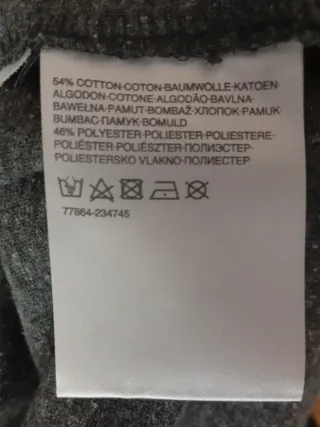 54% COTTON·COTON·BAUMWOLLE·KATOEN·
ALGODON·COTONE·ALGODÃO·BAVLNA·
BAWEŁNA·PAMUT·BOMBAŽ·ХЛОПОК·PAMUK·
BUMBAC·ПАМУК·BOMULD
46% POLYESTER·POLIESTER·POLIESTERE·
POLIÉSTER·POLIÉSZTER·ПОЛИЭСТЕР·
POLIESTERSKO VLAKNO·ПОЛИЕСТЕР
77864-234745